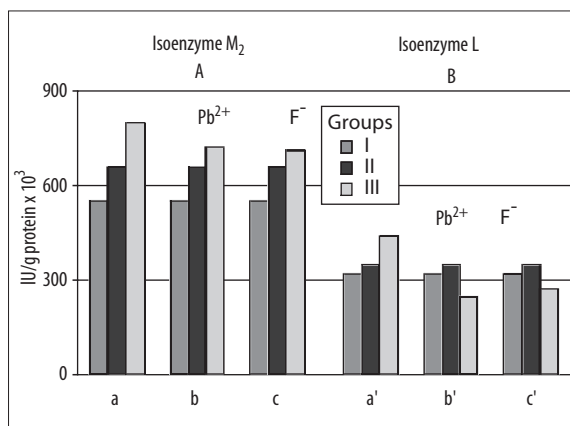 Isoenzyme M₂ Isoenzyme L
A B
900
Pb²⁺ F⁻
Groups
I
II
III
600
IU/g protein x 10³
Pb²⁺ F⁻
300
0
a b c a' b' c'